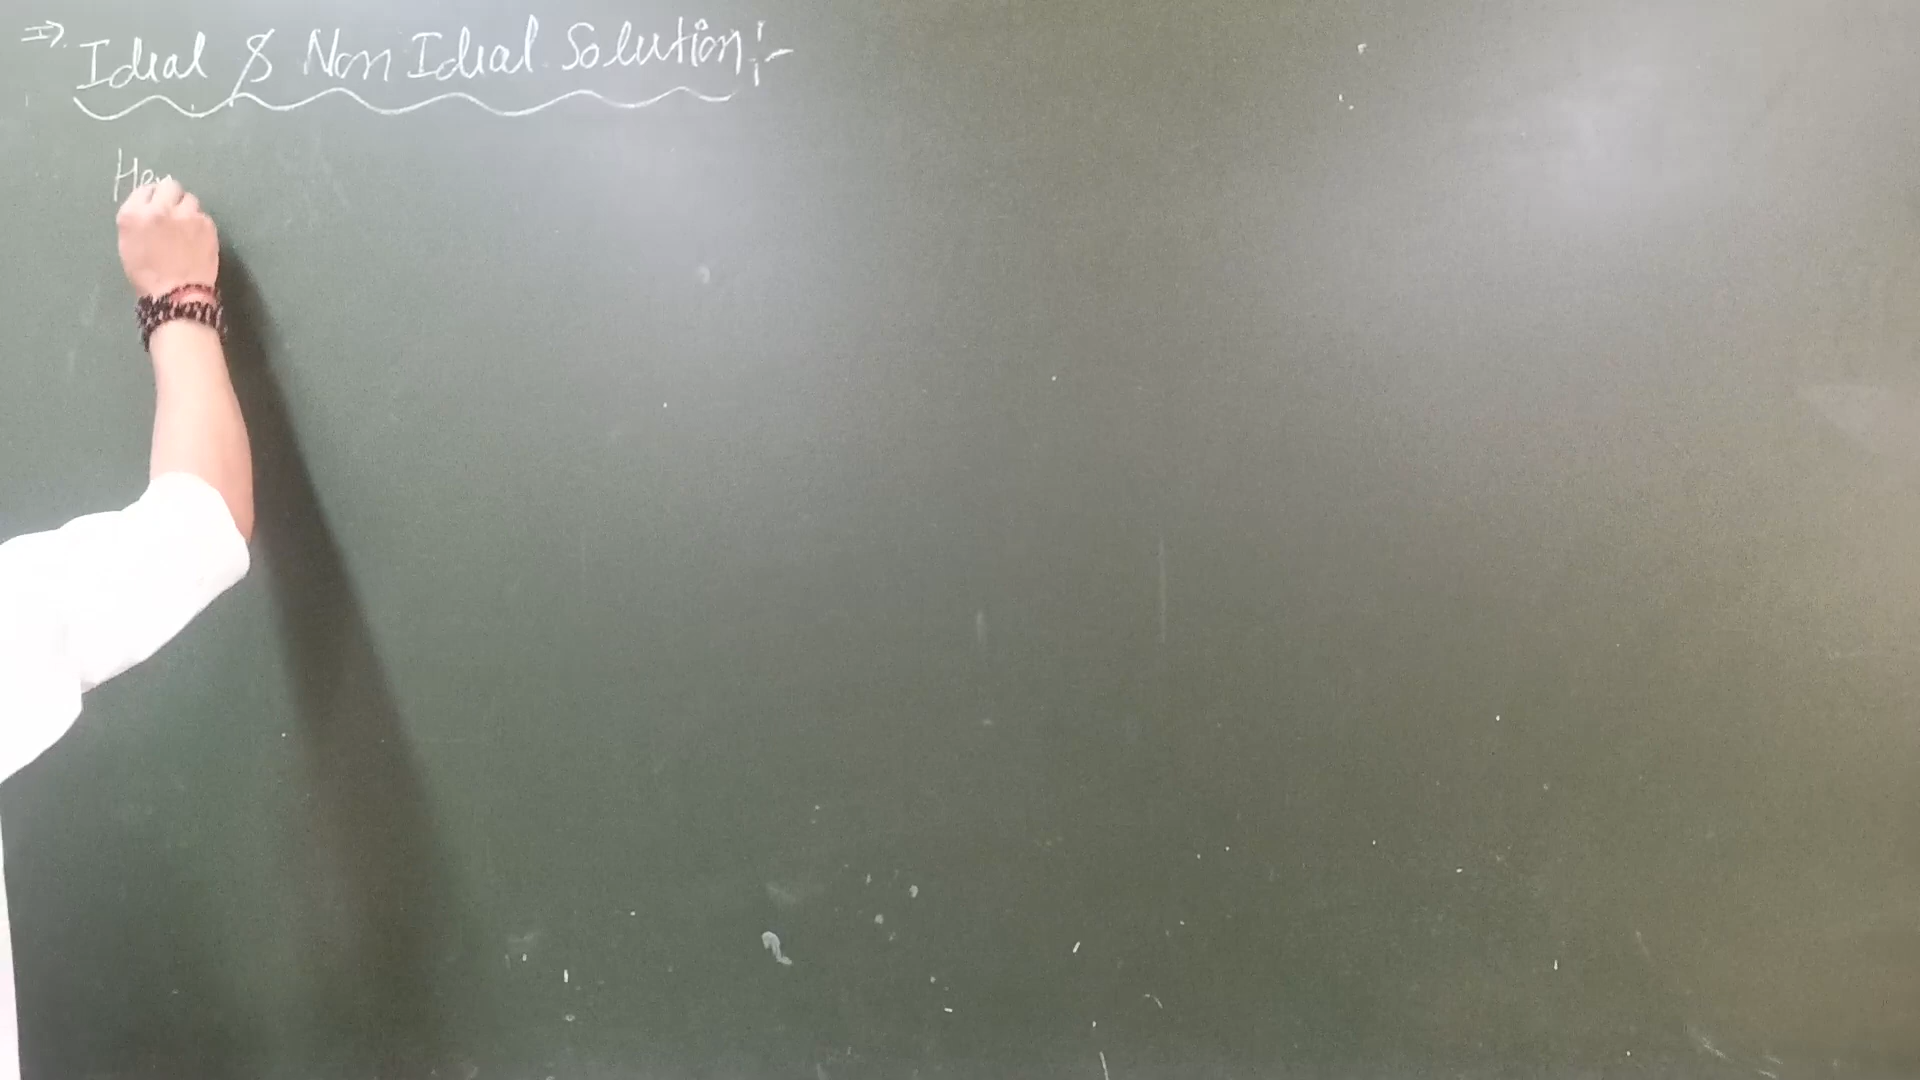 ⇒ Ideal & Non Ideal Solution :-